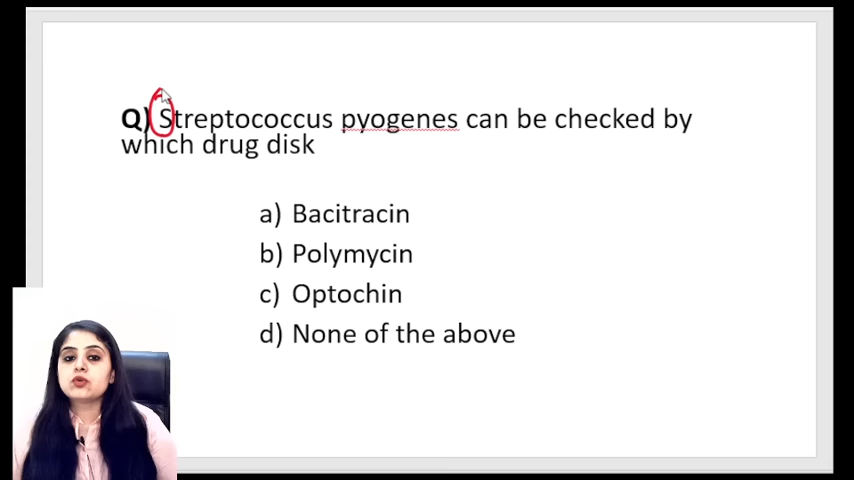 Q) Streptococcus pyogenes can be checked by
which drug disk
a) Bacitracin
b) Polymycin
c) Optochin
d) None of the above